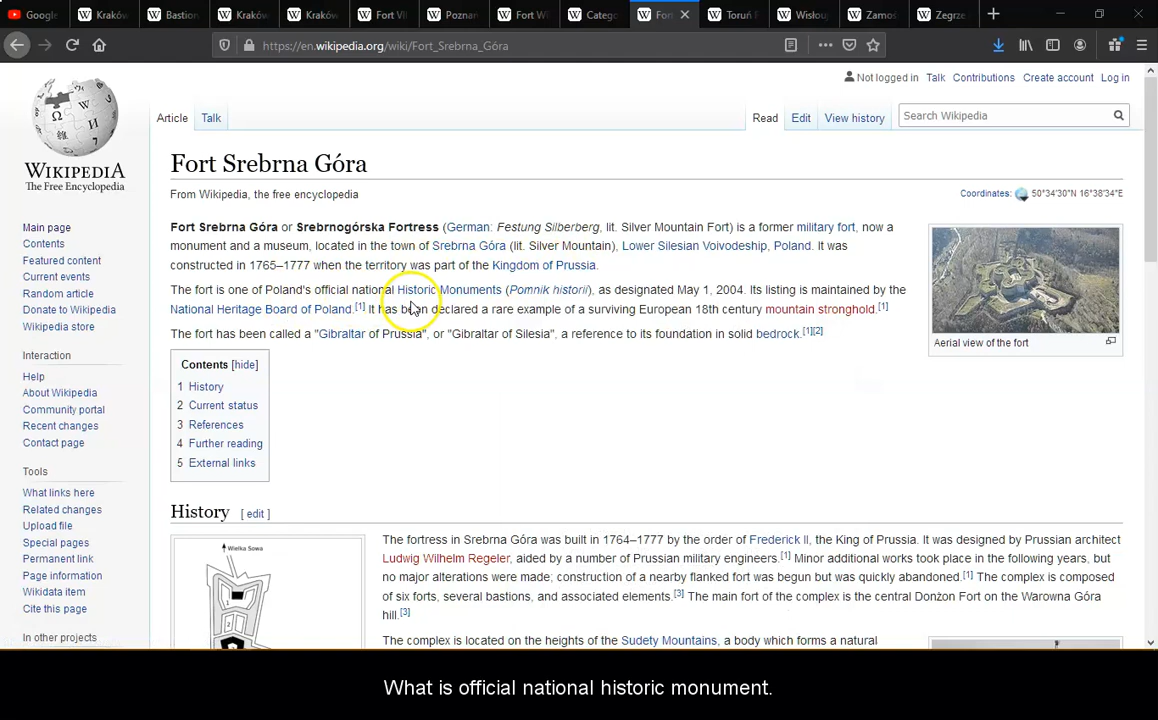 Google
Kraków
Bastion
Kraków
Kraków
Fort VI
Poznań
Fort W
Catego
For
Toruń F
Wisłouj
Zamoś
Zegrze
https://en.wikipedia.org/wiki/Fort_Srebrna_Góra
Not logged in Talk Contributions Create account Log in
Article Talk Read Edit View history Search Wikipedia
WIKIPEDIA
The Free Encyclopedia
Main page
Contents
Featured content
Current events
Random article
Donate to Wikipedia
Wikipedia store
Interaction
Help
About Wikipedia
Community portal
Recent changes
Contact page
Tools
What links here
Related changes
Upload file
Special pages
Permanent link
Page information
Wikidata item
Cite this page
In other projects
Fort Srebrna Góra
From Wikipedia, the free encyclopedia
Coordinates: 50°34′30″N 16°38′34″E
Fort Srebrna Góra or Srebrnogórska Fortress (German: Festung Silberberg, lit. Silver Mountain Fort) is a former military fort, now a
monument and a museum, located in the town of Srebrna Góra (lit. Silver Mountain), Lower Silesian Voivodeship, Poland. It was
constructed in 1765–1777 when the territory was part of the Kingdom of Prussia.
The fort is one of Poland's official national Historic Monuments (Pomnik historii), as designated May 1, 2004. Its listing is maintained by the
National Heritage Board of Poland.[1] It has been declared a rare example of a surviving European 18th century mountain stronghold.[1]
The fort has been called a "Gibraltar of Prussia", or "Gibraltar of Silesia", a reference to its foundation in solid bedrock.[1][2]
Aerial view of the fort
Contents [hide]
1 History
2 Current status
3 References
4 Further reading
5 External links
History [ edit ]
Wielka Sowa
The fortress in Srebrna Góra was built in 1764–1777 by the order of Frederick II, the King of Prussia. It was designed by Prussian architect
Ludwig Wilhelm Regeler, aided by a number of Prussian military engineers.[1] Minor additional works took place in the following years, but
no major alterations were made; construction of a nearby flanked fort was begun but was quickly abandoned.[1] The complex is composed
of six forts, several bastions, and associated elements.[3] The main fort of the complex is the central Donżon Fort on the Warowna Góra
hill.[3]
The complex is located on the heights of the Sudety Mountains, a body which forms a natural
What is official national historic monument.